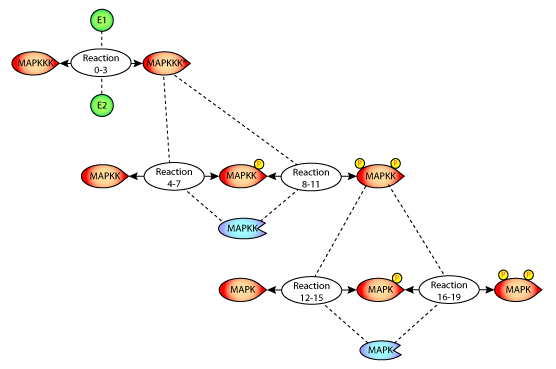 E1
MAPKKK
Reaction
0-3
MAPKKK*
E2
MAPKK
Reaction
4-7
MAPKK
P
Reaction
8-11
P
P
MAPKK
MAPKK
MAPK
Reaction
12-15
MAPK
P
Reaction
16-19
P
P
MAPK
MAPK